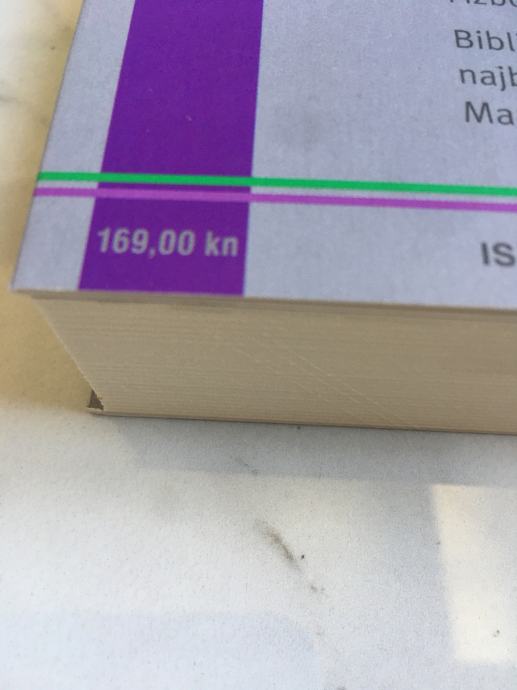 Bibl
najb
Ma
169,00 kn
IS